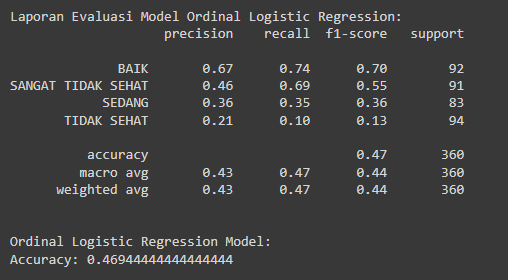 Laporan Evaluasi Model Ordinal Logistic Regression:
precision recall f1-score support
BAIK 0.67 0.74 0.70 92
SANGAT TIDAK SEHAT 0.46 0.69 0.55 91
SEDANG 0.36 0.35 0.36 83
TIDAK SEHAT 0.21 0.10 0.13 94
accuracy 0.47 360
macro avg 0.43 0.47 0.44 360
weighted avg 0.43 0.47 0.44 360
Ordinal Logistic Regression Model:
Accuracy: 0.46944444444444444